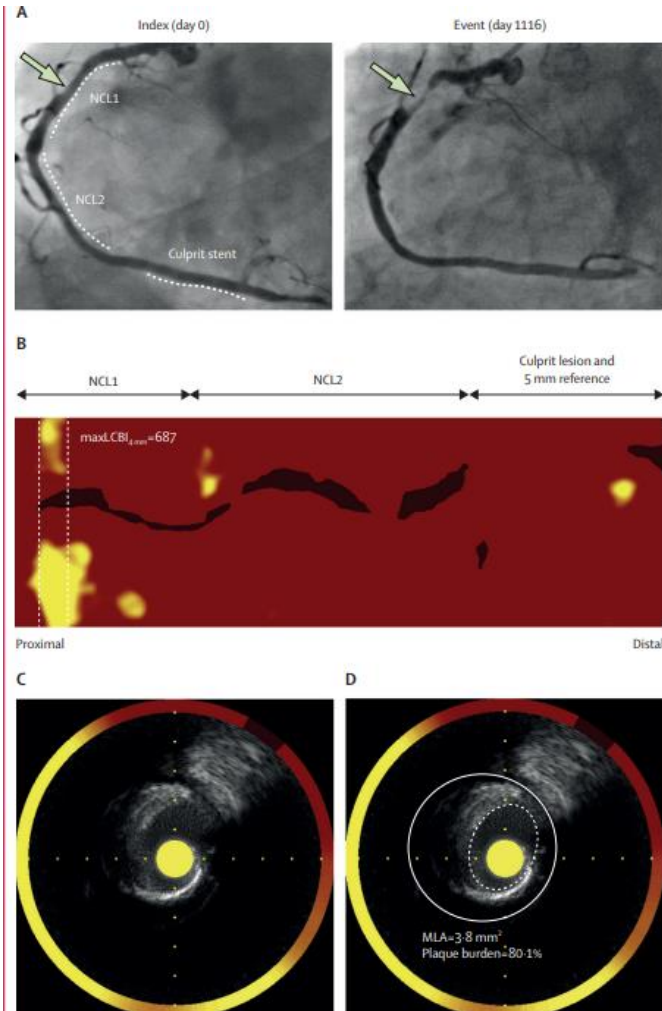 A
Index (day 0)
Event (day 1116)
NCL1
NCL2
Culprit stent
B
NCL1
NCL2
Culprit lesion and
5 mm reference
maxLCBI4mm=687
Proximal
Distal
C
D
MLA=3·8 mm²
Plaque burden=80·1%